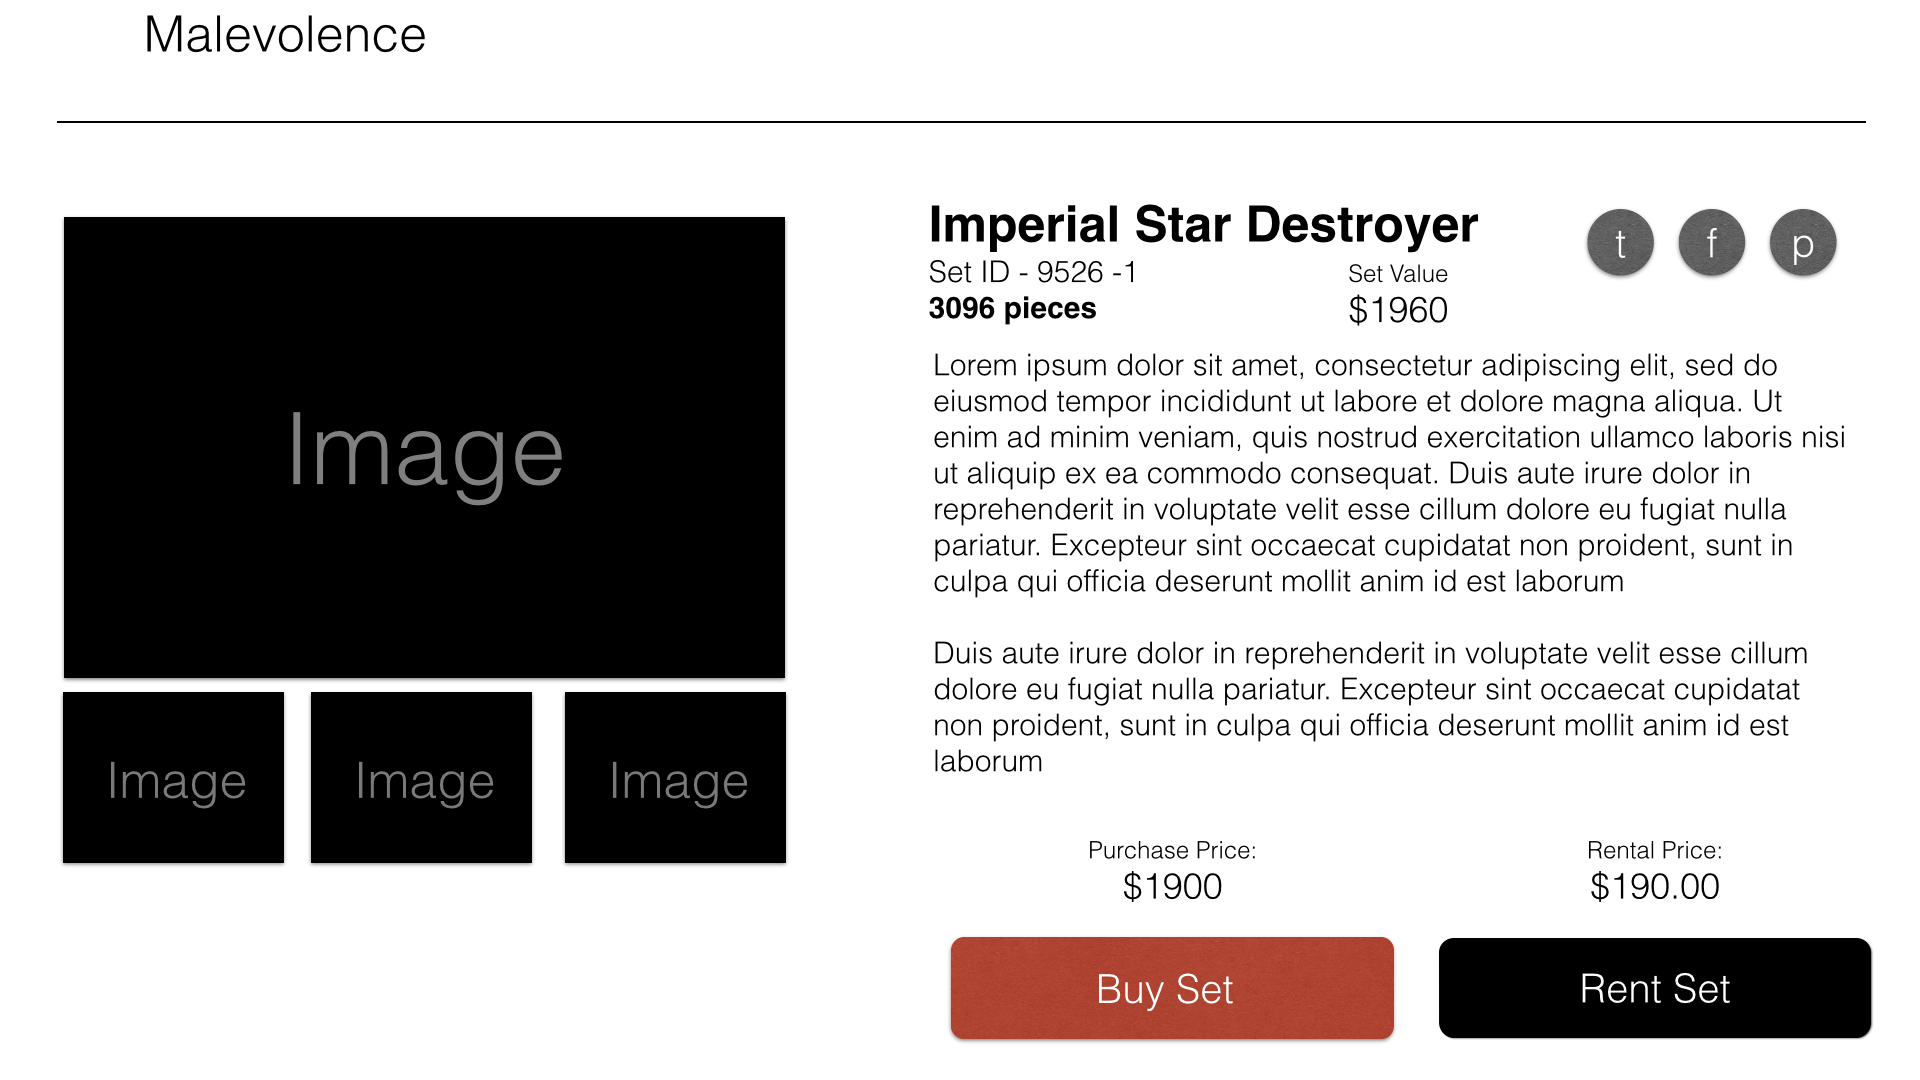 Malevolence
Image
Image
Image
Image
Imperial Star Destroyer
t
f
p
Set ID - 9526 -1
3096 pieces
Set Value
$1960
Lorem ipsum dolor sit amet, consectetur adipiscing elit, sed do
eiusmod tempor incididunt ut labore et dolore magna aliqua. Ut
enim ad minim veniam, quis nostrud exercitation ullamco laboris nisi
ut aliquip ex ea commodo consequat. Duis aute irure dolor in
reprehenderit in voluptate velit esse cillum dolore eu fugiat nulla
pariatur. Excepteur sint occaecat cupidatat non proident, sunt in
culpa qui officia deserunt mollit anim id est laborum
Duis aute irure dolor in reprehenderit in voluptate velit esse cillum
dolore eu fugiat nulla pariatur. Excepteur sint occaecat cupidatat
non proident, sunt in culpa qui officia deserunt mollit anim id est
laborum
Purchase Price:
$1900
Rental Price:
$190.00
Buy Set
Rent Set